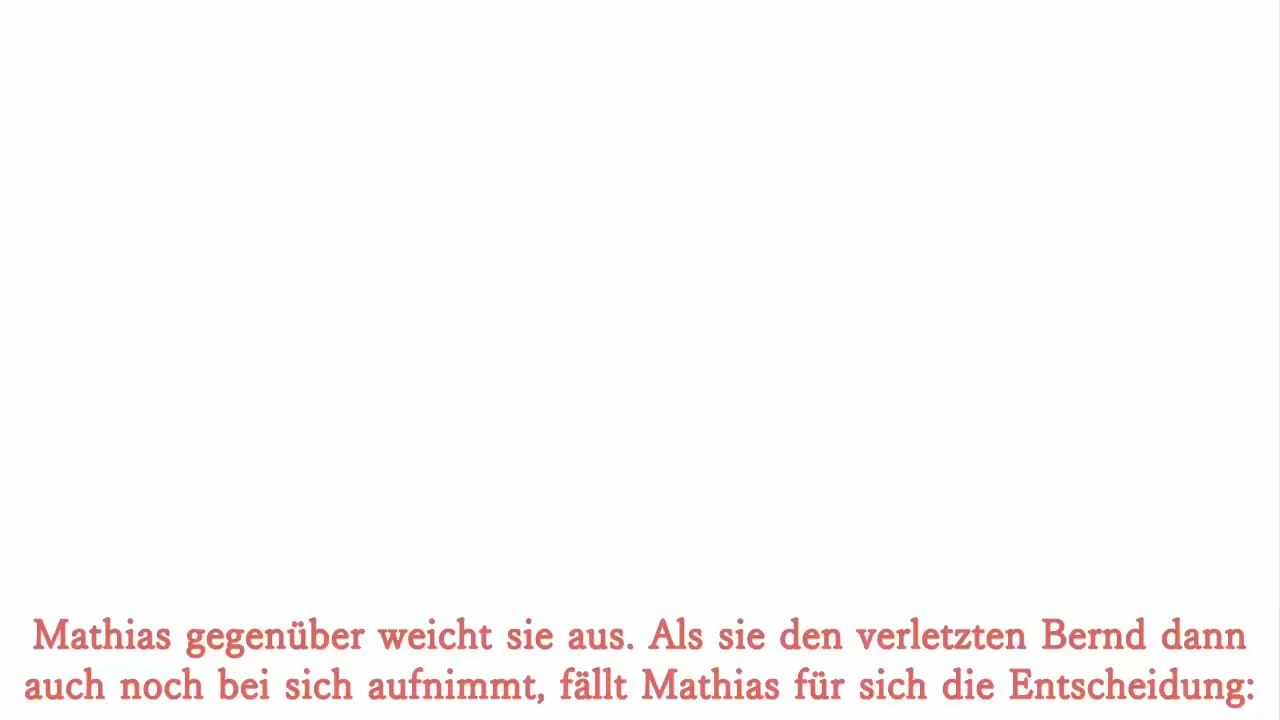 Mathias gegenüber weicht sie aus. Als sie den verletzten Bernd dann
auch noch bei sich aufnimmt, fällt Mathias für sich die Entscheidung: